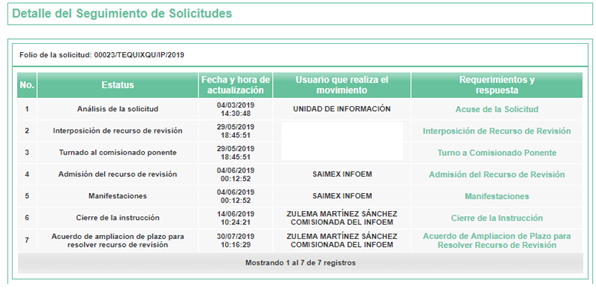 Detalle del Seguimiento de Solicitudes
Folio de la solicitud: 00023/TEQUIXQU/IP/2019
No. Estatus Fecha y hora de actualización Usuario que realiza el movimiento Requerimientos y respuesta
1 Análisis de la solicitud 04/03/2019 14:30:48 UNIDAD DE INFORMACIÓN Acuse de la Solicitud
2 Interposición de recurso de revisión 29/05/2019 18:45:51 Interposición de Recurso de Revisión
3 Turnado al comisionado ponente 29/05/2019 18:45:51 Turno a Comisionado Ponente
4 Admisión del recurso de revisión 04/06/2019 00:12:52 SAIMEX INFOEM Admisión del Recurso de Revisión
5 Manifestaciones 04/06/2019 00:12:52 SAIMEX INFOEM Manifestaciones
6 Cierre de la instrucción 14/06/2019 10:24:21 ZULEMA MARTÍNEZ SÁNCHEZ COMISIONADA DEL INFOEM Cierre de la Instrucción
7 Acuerdo de ampliacion de plazo para resolver recurso de revisión 30/07/2019 10:16:29 ZULEMA MARTÍNEZ SÁNCHEZ COMISIONADA DEL INFOEM Acuerdo de Ampliacion de Plazo para Resolver Recurso de Revisión
Mostrando 1 al 7 de 7 registros